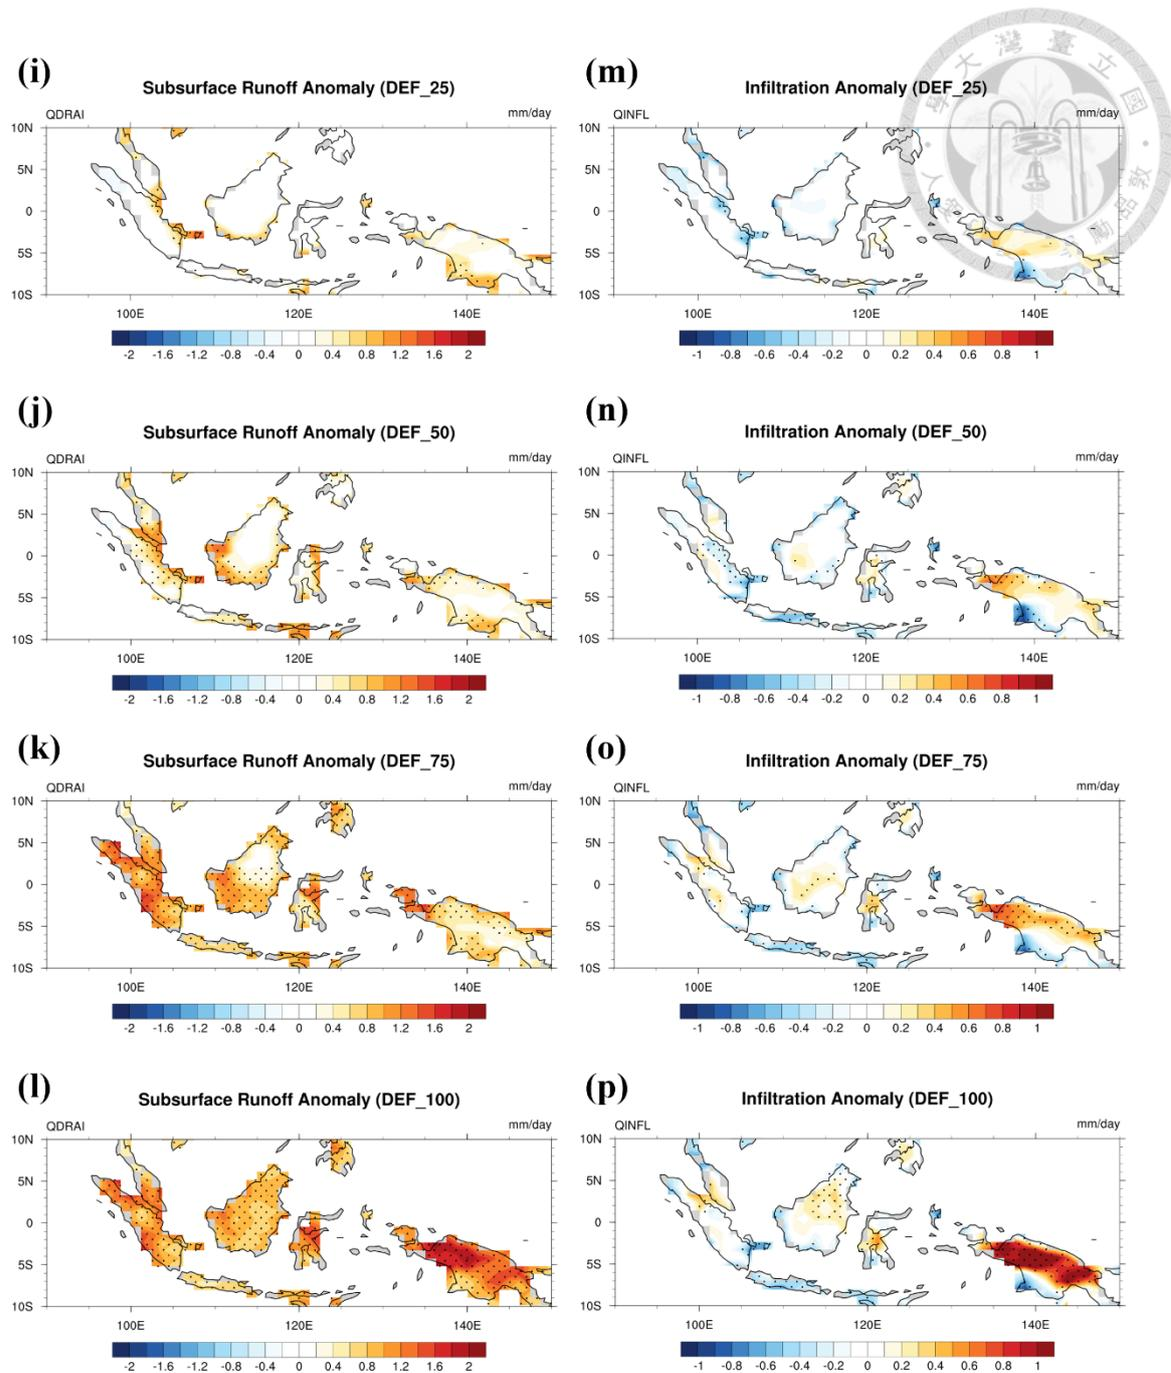 (i)
Subsurface Runoff Anomaly (DEF_25)
QDRAI mm/day
10N
5N
0
5S
10S
100E 120E 140E
-2 -1.6 -1.2 -0.8 -0.4 0 0.4 0.8 1.2 1.6 2
(m)
Infiltration Anomaly (DEF_25)
QINFL mm/day
10N
5N
0
5S
10S
100E 120E 140E
-1 -0.8 -0.6 -0.4 -0.2 0 0.2 0.4 0.6 0.8 1
(j)
Subsurface Runoff Anomaly (DEF_50)
QDRAI mm/day
10N
5N
0
5S
10S
100E 120E 140E
-2 -1.6 -1.2 -0.8 -0.4 0 0.4 0.8 1.2 1.6 2
(n)
Infiltration Anomaly (DEF_50)
QINFL mm/day
10N
5N
0
5S
10S
100E 120E 140E
-1 -0.8 -0.6 -0.4 -0.2 0 0.2 0.4 0.6 0.8 1
(k)
Subsurface Runoff Anomaly (DEF_75)
QDRAI mm/day
10N
5N
0
5S
10S
100E 120E 140E
-2 -1.6 -1.2 -0.8 -0.4 0 0.4 0.8 1.2 1.6 2
(o)
Infiltration Anomaly (DEF_75)
QINFL mm/day
10N
5N
0
5S
10S
100E 120E 140E
-1 -0.8 -0.6 -0.4 -0.2 0 0.2 0.4 0.6 0.8 1
(l)
Subsurface Runoff Anomaly (DEF_100)
QDRAI mm/day
10N
5N
0
5S
10S
100E 120E 140E
-2 -1.6 -1.2 -0.8 -0.4 0 0.4 0.8 1.2 1.6 2
(p)
Infiltration Anomaly (DEF_100)
QINFL mm/day
10N
5N
0
5S
10S
100E 120E 140E
-1 -0.8 -0.6 -0.4 -0.2 0 0.2 0.4 0.6 0.8 1